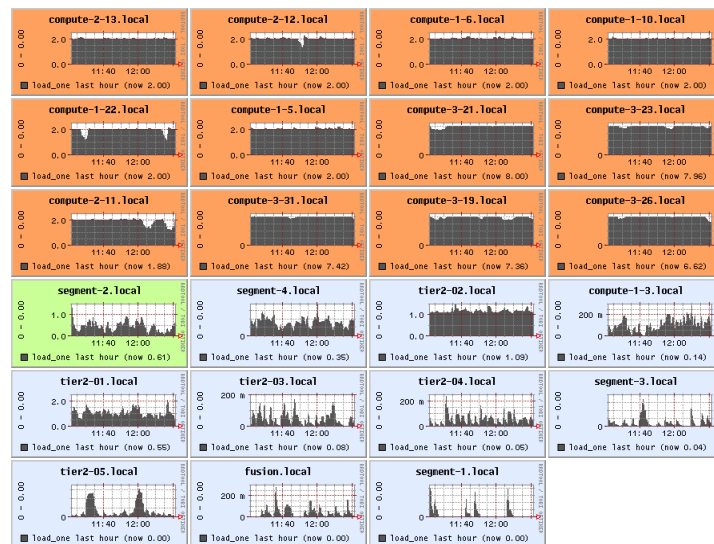 compute-2-13.local
0 - 0.00
2.0
0.0
11:40 12:00
load_one last hour (now 2.00)
compute-2-12.local
0 - 0.00
2.0
0.0
11:40 12:00
load_one last hour (now 2.00)
compute-1-6.local
0 - 0.00
2.0
0.0
11:40 12:00
load_one last hour (now 2.00)
compute-1-10.local
0 - 0.00
2.0
0.0
11:40 12:00
load_one last hour (now 2.00)
compute-1-22.local
0 - 0.00
2.0
0.0
11:40 12:00
load_one last hour (now 2.00)
compute-1-5.local
0 - 0.00
2.0
0.0
11:40 12:00
load_one last hour (now 2.00)
compute-3-21.local
0 - 0.00
0
11:40 12:00
load_one last hour (now 8.00)
compute-3-23.local
0 - 0.00
0
11:40 12:00
load_one last hour (now 7.96)
compute-2-11.local
0 - 0.00
2.0
0.0
11:40 12:00
load_one last hour (now 1.88)
compute-3-31.local
0 - 0.00
0
11:40 12:00
load_one last hour (now 7.42)
compute-3-19.local
0 - 0.00
0
11:40 12:00
load_one last hour (now 7.36)
compute-3-26.local
0 - 0.00
0
11:40 12:00
load_one last hour (now 6.62)
segment-2.local
0 - 0.00
1.0
0.0
11:40 12:00
load_one last hour (now 0.61)
segment-4.local
0 - 0.00
0
11:40 12:00
load_one last hour (now 0.35)
tier2-02.local
0 - 0.00
1.0
0.0
11:40 12:00
load_one last hour (now 1.09)
compute-1-3.local
0 - 0.00
200 m
0
11:40 12:00
load_one last hour (now 0.14)
tier2-01.local
0 - 0.00
2.0
0.0
11:40 12:00
load_one last hour (now 0.55)
tier2-03.local
0 - 0.00
200 m
0
11:40 12:00
load_one last hour (now 0.08)
tier2-04.local
0 - 0.00
200 m
0
11:40 12:00
load_one last hour (now 0.05)
segment-3.local
0 - 0.00
0
11:40 12:00
load_one last hour (now 0.04)
tier2-05.local
0 - 0.00
0
11:40 12:00
load_one last hour (now 0.00)
fusion.local
0 - 0.00
200 m
0
11:40 12:00
load_one last hour (now 0.00)
segment-1.local
0 - 0.00
0
11:40 12:00
load_one last hour (now 0.00)